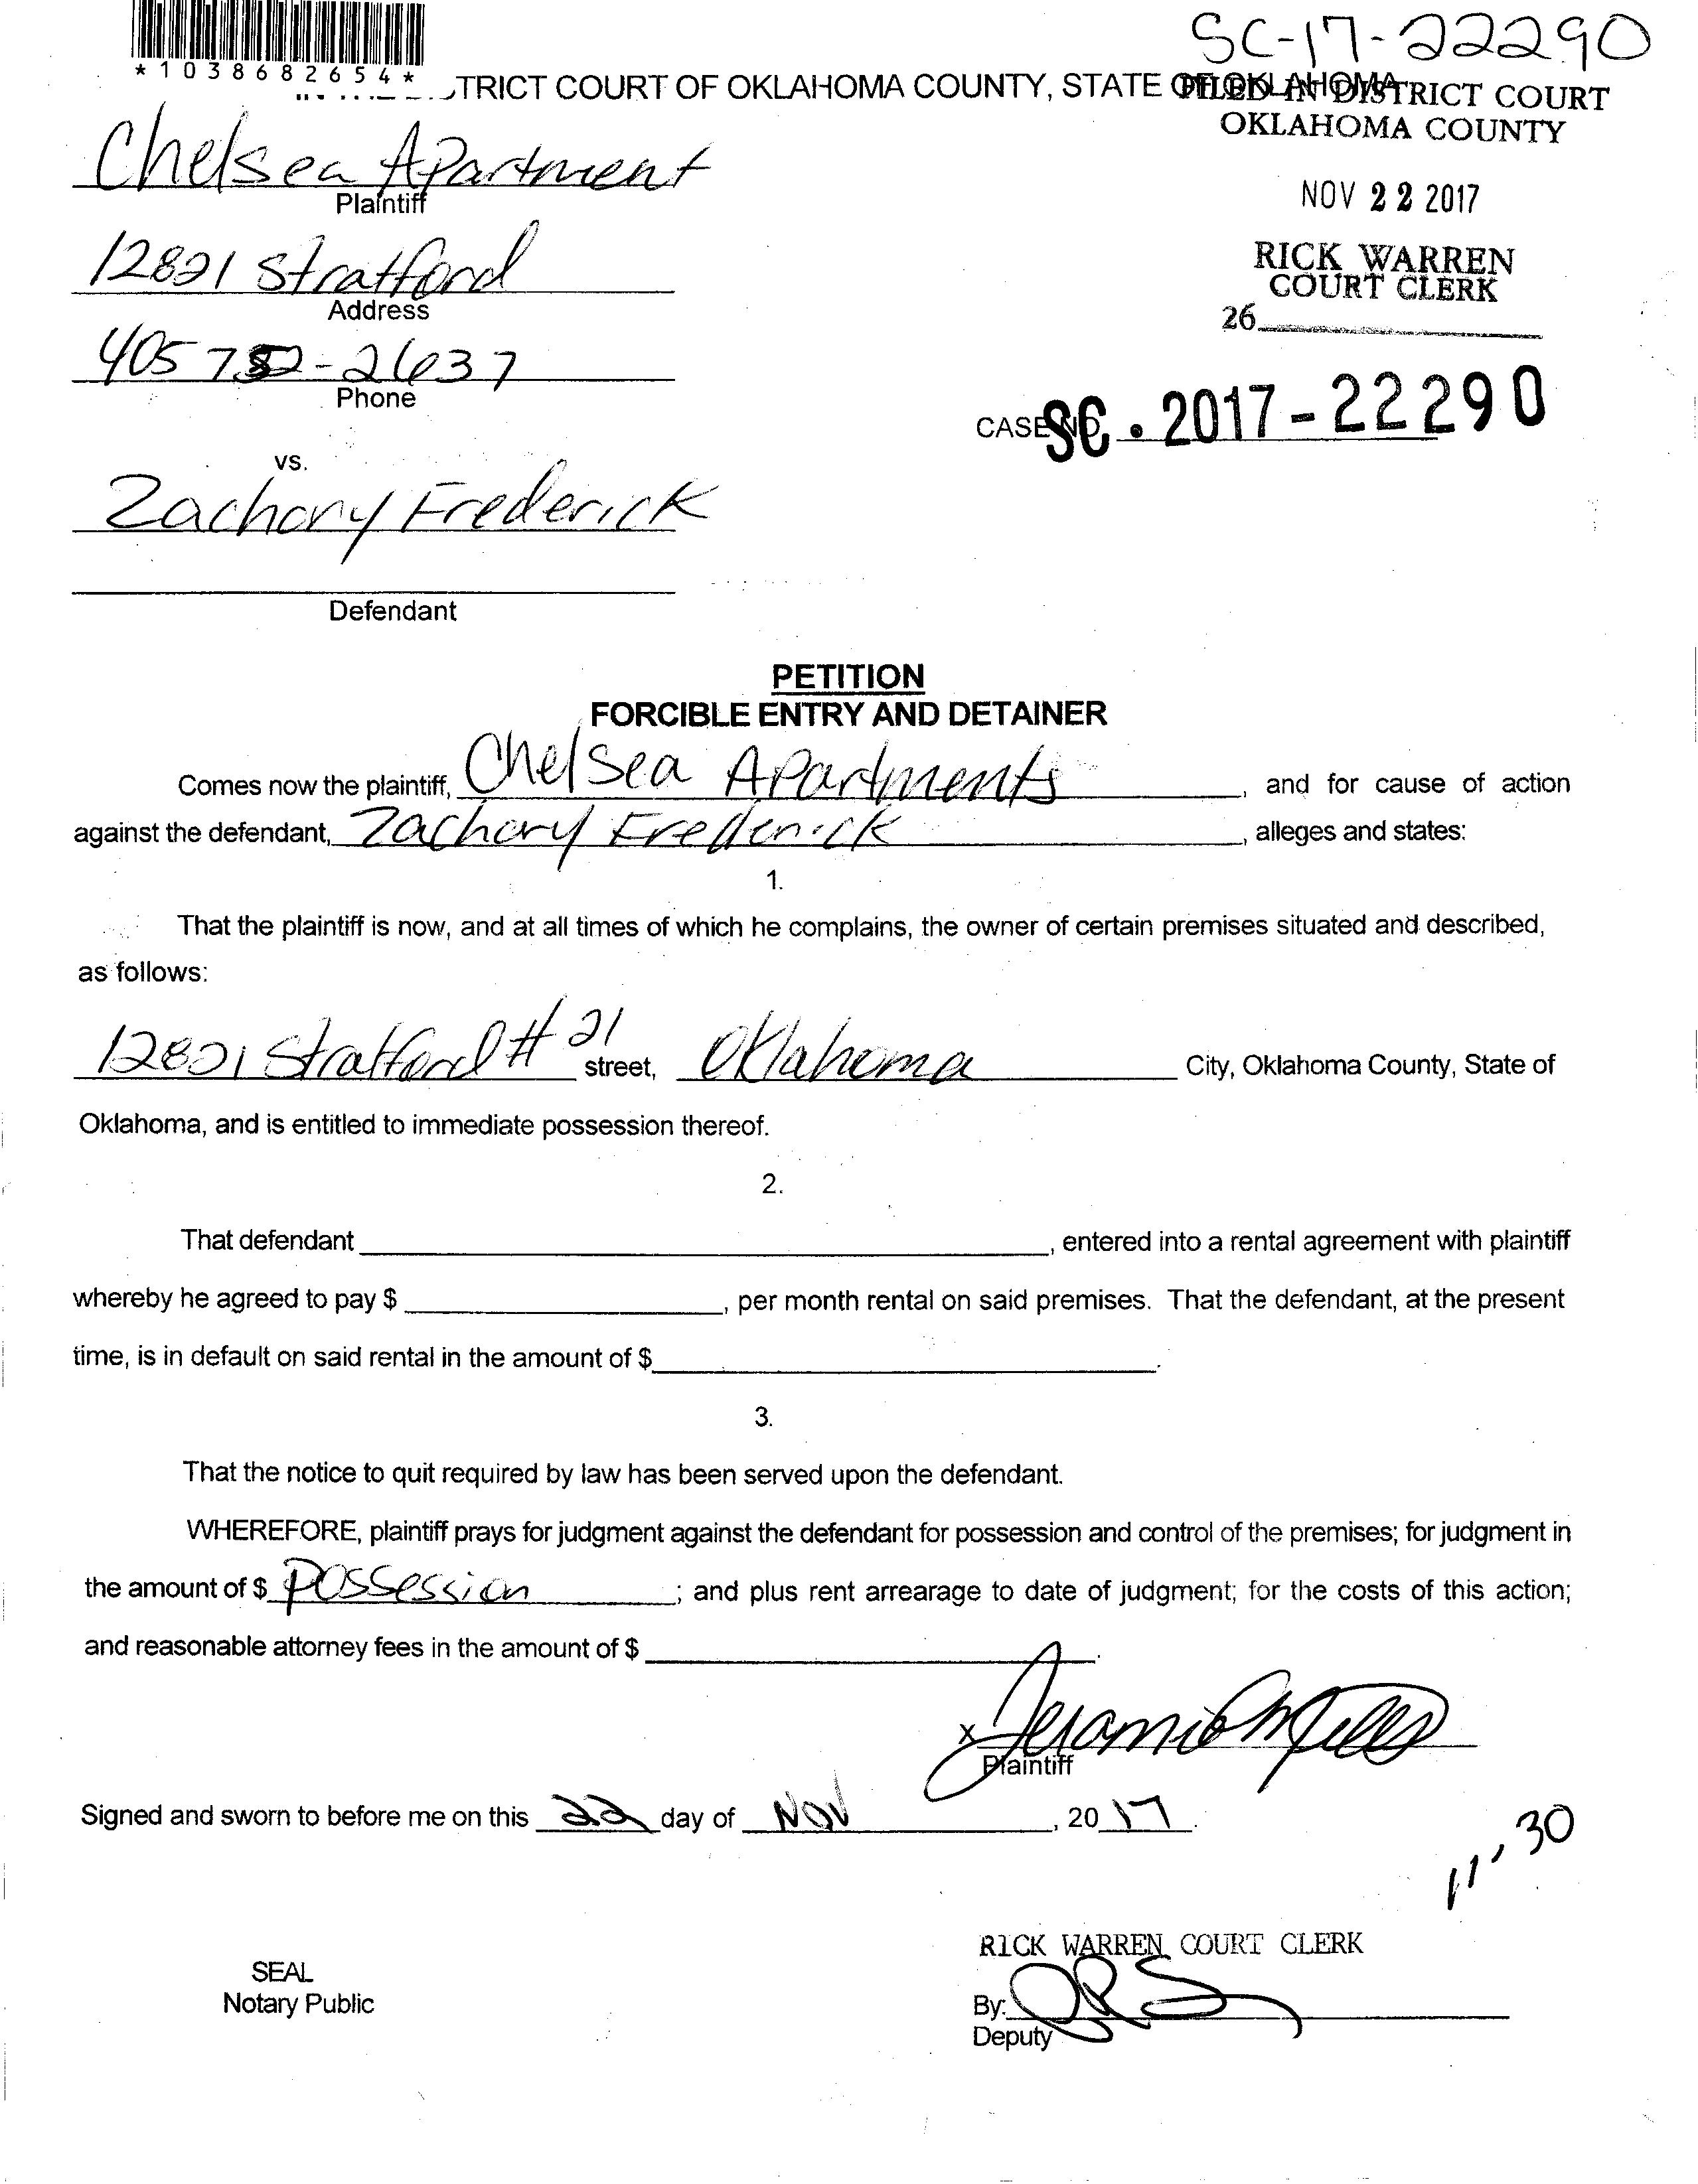 SC-17-22290
*1038682654*
TRICT COURT OF OKLAHOMA COUNTY, STATE OF OKLAHOMA
FILED IN DISTRICT COURT
OKLAHOMA COUNTY
Chelsea Apartment
Plaintiff
NOV 22 2017
12821 Stratford
Address
RICK WARREN
COURT CLERK
26
405 752-2637
Phone
CASE NO. SC · 2017-22290
vs.
Zachory Frederick
Defendant
PETITION
FORCIBLE ENTRY AND DETAINER
Comes now the plaintiff, Chelsea Apartments, and for cause of action
against the defendant, Zachory Frederick, alleges and states:
1.
That the plaintiff is now, and at all times of which he complains, the owner of certain premises situated and described,
as follows:
12821 Stratford # 21 street, Oklahoma City, Oklahoma County, State of
Oklahoma, and is entitled to immediate possession thereof.
2.
That defendant , entered into a rental agreement with plaintiff
whereby he agreed to pay $ , per month rental on said premises. That the defendant, at the present
time, is in default on said rental in the amount of $ .
3.
That the notice to quit required by law has been served upon the defendant.
WHEREFORE, plaintiff prays for judgment against the defendant for possession and control of the premises; for judgment in
the amount of $ Possession ; and plus rent arrearage to date of judgment; for the costs of this action;
and reasonable attorney fees in the amount of $ .
x
Plaintiff
Signed and sworn to before me on this 22 day of NOV , 20 17 .
11,30
RICK WARREN COURT CLERK
SEAL
Notary Public
By:
Deputy